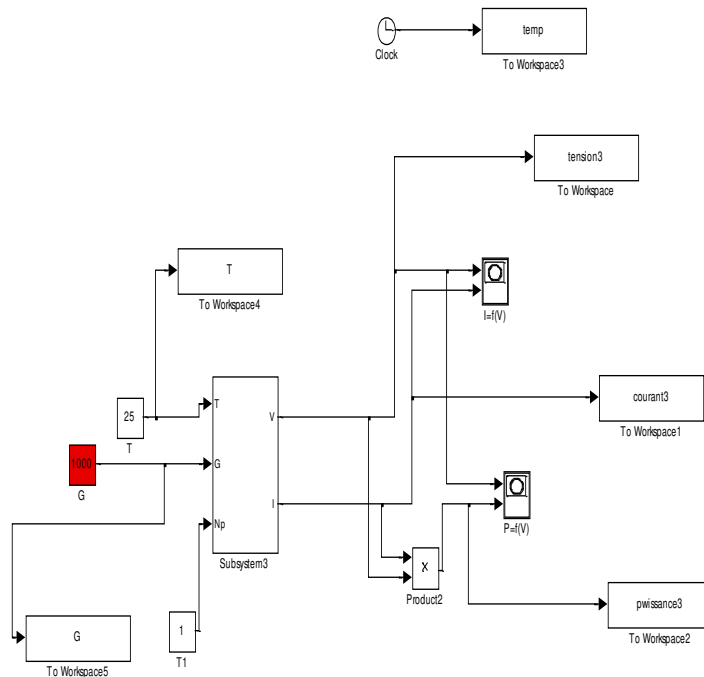 temp
Clock
To Workspace3
tension3
To Workspace
T
To Workspace4
I=f(V)
25
T
T
V
courant3
To Workspace1
1000
G
G
I
Np
P=f(V)
Subsystem3
x
Product2
pwissance3
To Workspace2
1
T1
G
To Workspace5